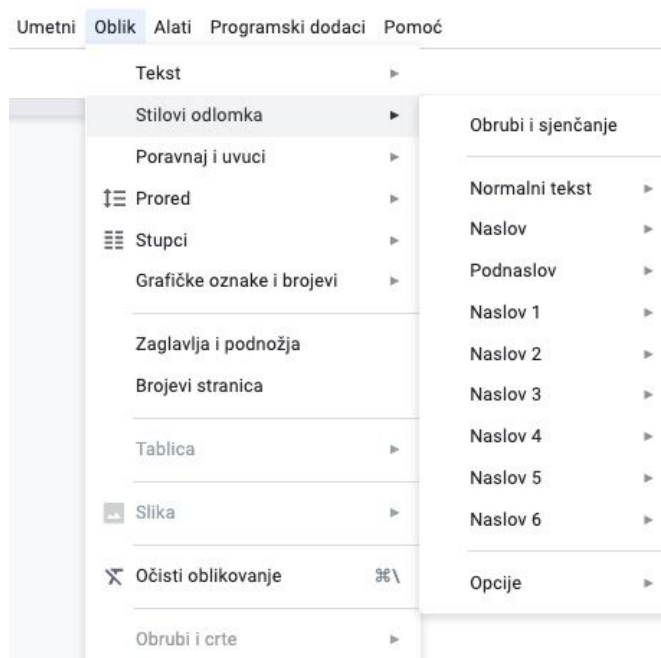 Umetni Oblik Alati Programski dodaci Pomoć
Tekst
Stilovi odlomka
Poravnaj i uvuci
Prored
Stupci
Grafičke oznake i brojevi
Zaglavlja i podnožja
Brojevi stranica
Tablica
Slika
Očisti oblikovanje ⌘\
Obrubi i crte
Obrubi i sjenčanje
Normalni tekst
Naslov
Podnaslov
Naslov 1
Naslov 2
Naslov 3
Naslov 4
Naslov 5
Naslov 6
Opcije